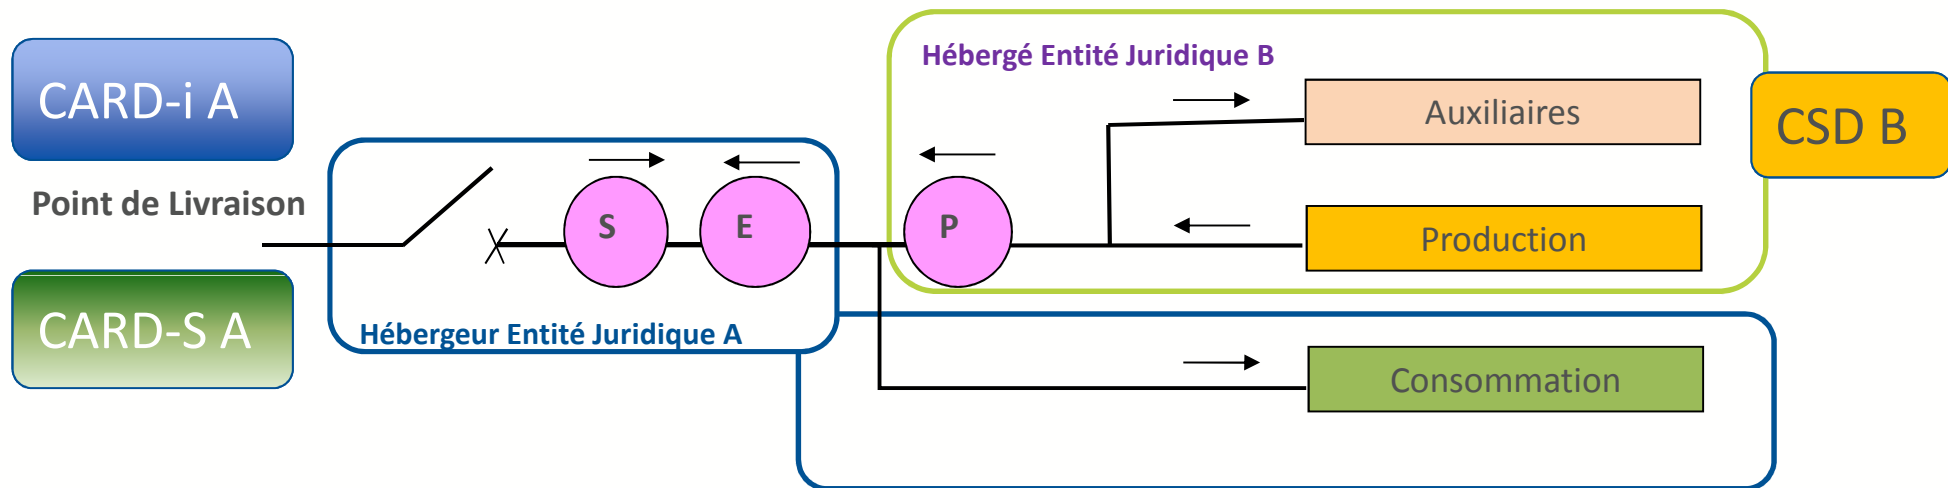 CARD-i A
Point de Livraison
CARD-S A
Hébergeur Entité Juridique A
S
E
Hébergé Entité Juridique B
P
Auxiliaires
Production
Consommation
CSD B